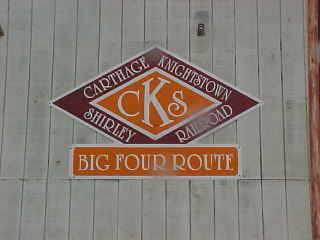 CARTHAGE KNIGHTSTOWN
CKS
SHIRLEY RAILROAD
BIG FOUR ROUTE